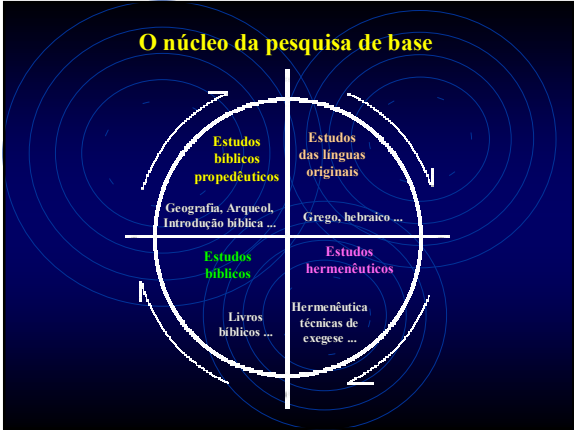 O núcleo da pesquisa de base
Estudos
bíblicos
propedêuticos
Geografia, Arqueol,
Introdução bíblica ...
Estudos
das línguas
originais
Grego, hebraico ...
Estudos
bíblicos
Livros
bíblicos ...
Estudos
hermenêuticos
Hermenêutica
técnicas de
exegese ...